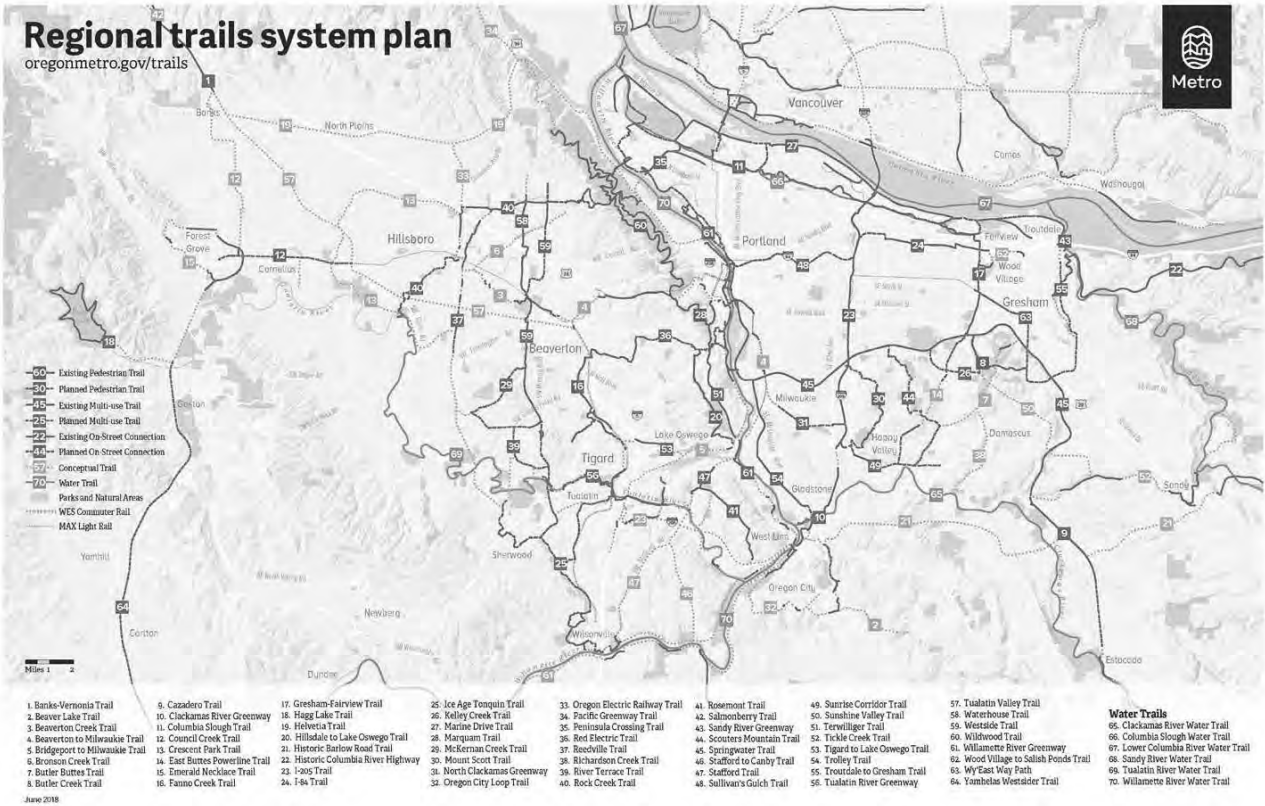 Regional trails system plan
oregonmetro.gov/trails
Metro
Vancouver
Banks
North Plains
Camas
Washougal
Forest
Grove
Hillsboro
Cornelius
Portland
Fairview
Troutdale
Wood
Village
Gresham
Beaverton
Milwaukie
Happy
Valley
Damascus
Gaston
Lake Oswego
Tigard
Tualatin
Gladstone
Sandy
Yamhill
Sherwood
West Linn
Oregon City
Newberg
Carlton
Wilsonville
Dundee
Estacada
60 Existing Pedestrian Trail
30 Planned Pedestrian Trail
45 Existing Multi-use Trail
25 Planned Multi-use Trail
22 Existing On-Street Connection
44 Planned On-Street Connection
57 Conceptual Trail
70 Water Trail
Parks and Natural Areas
WES Commuter Rail
MAX Light Rail
Miles 1 2
1. Banks-Vernonia Trail
2. Beaver Lake Trail
3. Beaverton Creek Trail
4. Beaverton to Milwaukie Trail
5. Bridgeport to Milwaukie Trail
6. Bronson Creek Trail
7. Butler Buttes Trail
8. Butler Creek Trail
9. Cazadero Trail
10. Clackamas River Greenway
11. Columbia Slough Trail
12. Council Creek Trail
13. Crescent Park Trail
14. East Buttes Powerline Trail
15. Emerald Necklace Trail
16. Fanno Creek Trail
17. Gresham-Fairview Trail
18. Hagg Lake Trail
19. Helvetia Trail
20. Hillsdale to Lake Oswego Trail
21. Historic Barlow Road Trail
22. Historic Columbia River Highway
23. I-205 Trail
24. I-84 Trail
25. Ice Age Tonquin Trail
26. Kelley Creek Trail
27. Marine Drive Trail
28. Marquam Trail
29. McKernan Creek Trail
30. Mount Scott Trail
31. North Clackamas Greenway
32. Oregon City Loop Trail
33. Oregon Electric Railway Trail
34. Pacific Greenway Trail
35. Peninsula Crossing Trail
36. Red Electric Trail
37. Reedville Trail
38. Richardson Creek Trail
39. River Terrace Trail
40. Rock Creek Trail
41. Rosemont Trail
42. Salmonberry Trail
43. Sandy River Greenway
44. Scouters Mountain Trail
45. Springwater Trail
46. Stafford to Canby Trail
47. Stafford Trail
48. Sullivan's Gulch Trail
49. Sunrise Corridor Trail
50. Sunshine Valley Trail
51. Terwilliger Trail
52. Tickle Creek Trail
53. Tigard to Lake Oswego Trail
54. Trolley Trail
55. Troutdale to Gresham Trail
56. Tualatin River Greenway
57. Tualatin Valley Trail
58. Waterhouse Trail
59. Westside Trail
60. Wildwood Trail
61. Willamette River Greenway
62. Wood Village to Salish Ponds Trail
63. Wy'East Way Path
64. Yambelas Westsider Trail
Water Trails
65. Clackamas River Water Trail
66. Columbia Slough Water Trail
67. Lower Columbia River Water Trail
68. Sandy River Water Trail
69. Tualatin River Water Trail
70. Willamette River Water Trail
June 2018